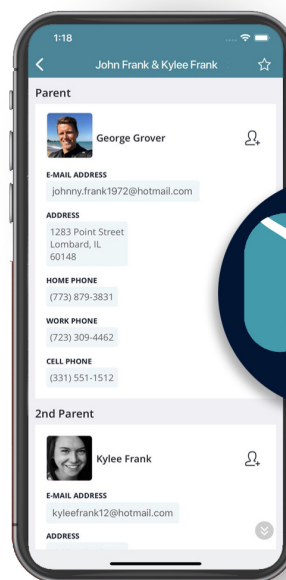 1:18
John Frank & Kylee Frank
Parent
George Grover
E-MAIL ADDRESS
johnny.frank1972@hotmail.com
ADDRESS
1283 Point Street
Lombard, IL
60148
HOME PHONE
(773) 879-3831
WORK PHONE
(723) 309-4462
CELL PHONE
(331) 551-1512
2nd Parent
Kylee Frank
E-MAIL ADDRESS
kyleefrank12@hotmail.com
ADDRESS